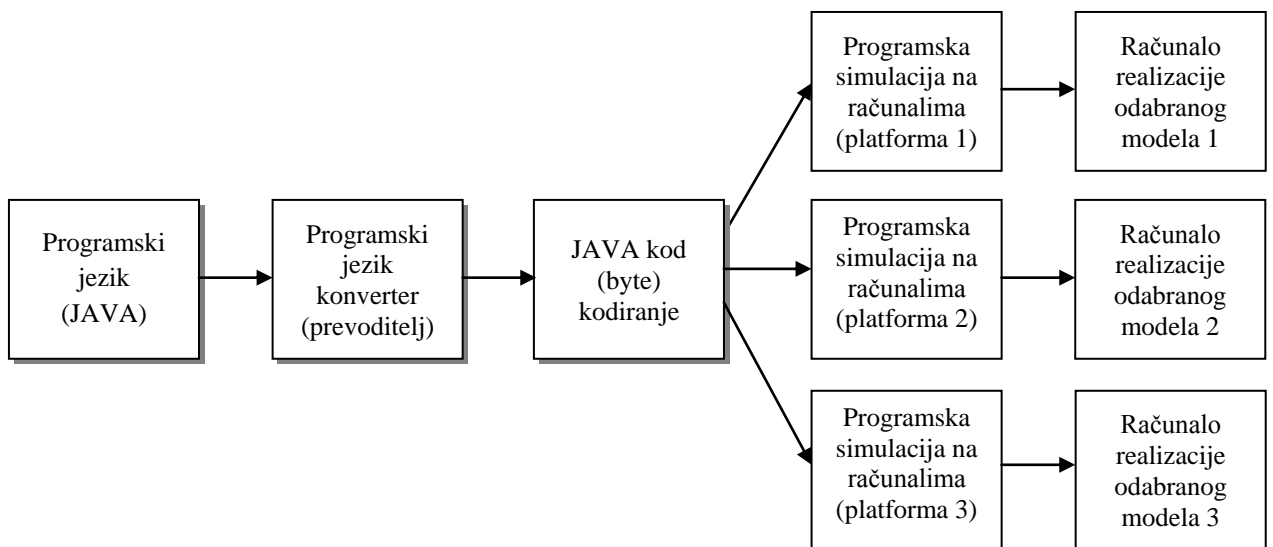 Programski
jezik
(JAVA)
Programski
jezik
konverter
(prevoditelj)
JAVA kod
(byte)
kodiranje
Programska
simulacija na
računalima
(platforma 1)
Računalo
realizacije
odabranog
modela 1
Programska
simulacija na
računalima
(platforma 2)
Računalo
realizacije
odabranog
modela 2
Programska
simulacija na
računalima
(platforma 3)
Računalo
realizacije
odabranog
modela 3